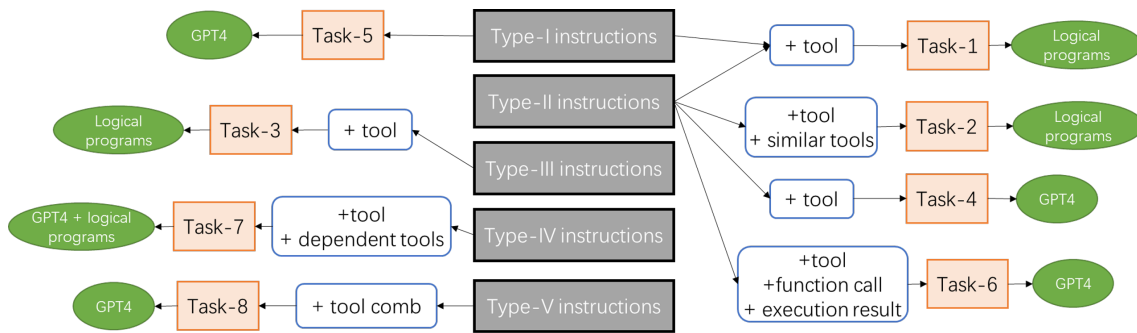 GPT4
Task-5
Type-I instructions
+ tool
Task-1
Logical
programs
Type-II instructions
Logical
programs
Task-3
+ tool
+tool
+ similar tools
Task-2
Logical
programs
Type-III instructions
+ tool
Task-4
GPT4
GPT4 + logical
programs
Task-7
+tool
+ dependent tools
Type-IV instructions
+tool
+function call
+ execution result
Task-6
GPT4
GPT4
Task-8
+ tool comb
Type-V instructions